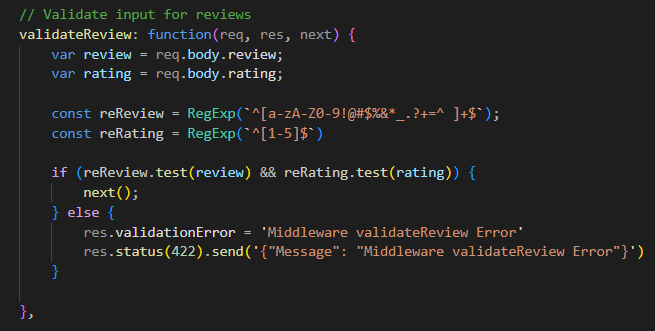 // Validate input for reviews
validateReview: function(req, res, next) {
var review = req.body.review;
var rating = req.body.rating;
const reReview = RegExp(`^[a-zA-Z0-9!@#$%&*_.?+=^ ]+$`);
const reRating = RegExp(`^[1-5]$`)
if (reReview.test(review) && reRating.test(rating)) {
next();
} else {
res.validationError = 'Middleware validateReview Error'
res.status(422).send('{"Message": "Middleware validateReview Error"}')
}
},